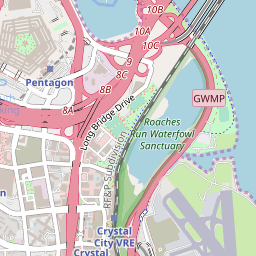 10B
10A
10C
9
8C
Pentagon
8B
8A
GWMP
Long Bridge Drive
Roaches
Run Waterfowl
Sanctuary
RF&P Subdivision
Crystal
City VRE
Crystal